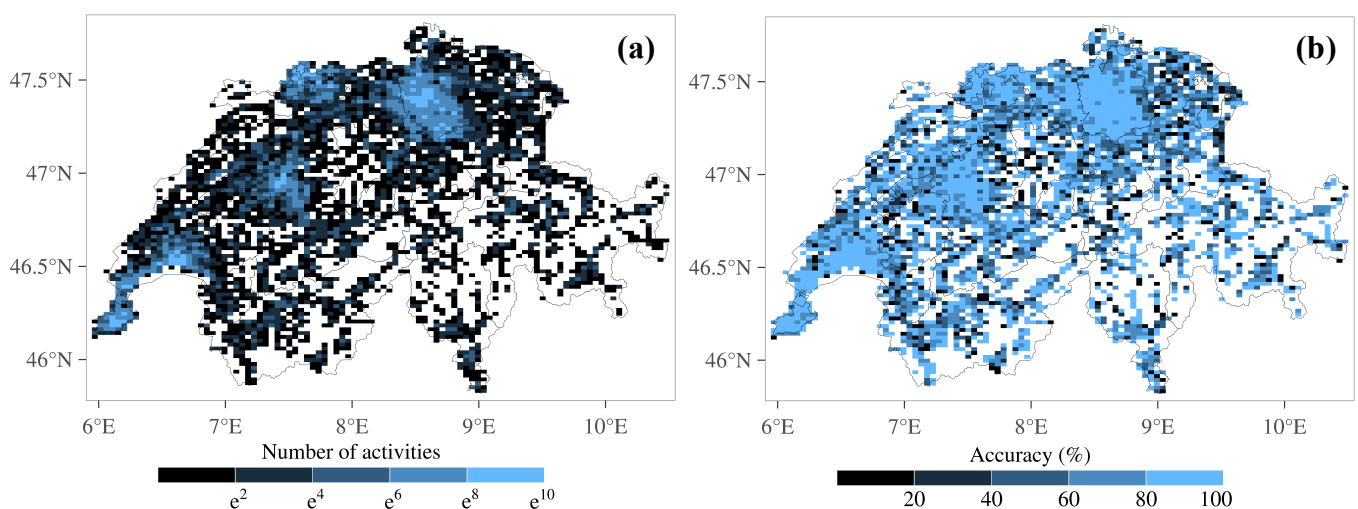 (a)
47.5°N
47°N
46.5°N
46°N
6°E 7°E 8°E 9°E 10°E
Number of activities
e² e⁴ e⁶ e⁸ e¹⁰
(b)
47.5°N
47°N
46.5°N
46°N
6°E 7°E 8°E 9°E 10°E
Accuracy (%)
20 40 60 80 100